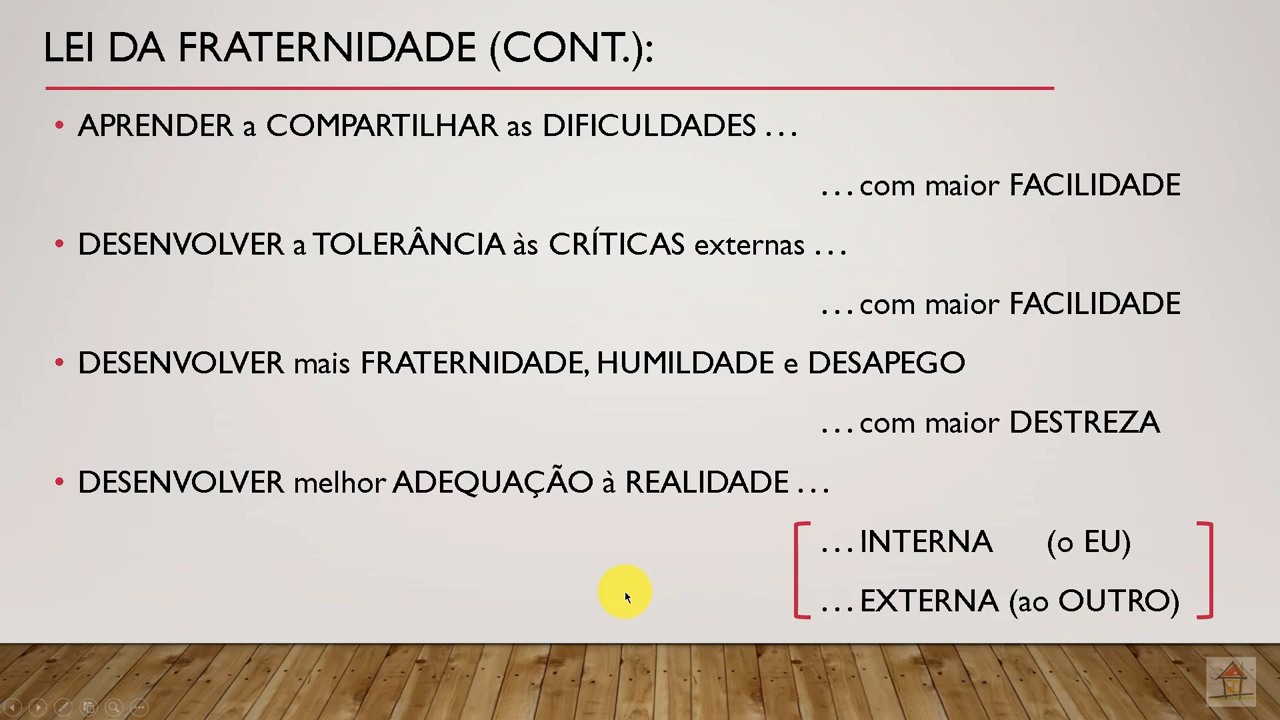 LEI DA FRATERNIDADE (CONT.):
• APRENDER a COMPARTILHAR as DIFICULDADES ...
... com maior FACILIDADE
• DESENVOLVER a TOLERÂNCIA às CRÍTICAS externas ...
... com maior FACILIDADE
• DESENVOLVER mais FRATERNIDADE, HUMILDADE e DESAPEGO
... com maior DESTREZA
• DESENVOLVER melhor ADEQUAÇÃO à REALIDADE ...
... INTERNA (o EU)
... EXTERNA (ao OUTRO)